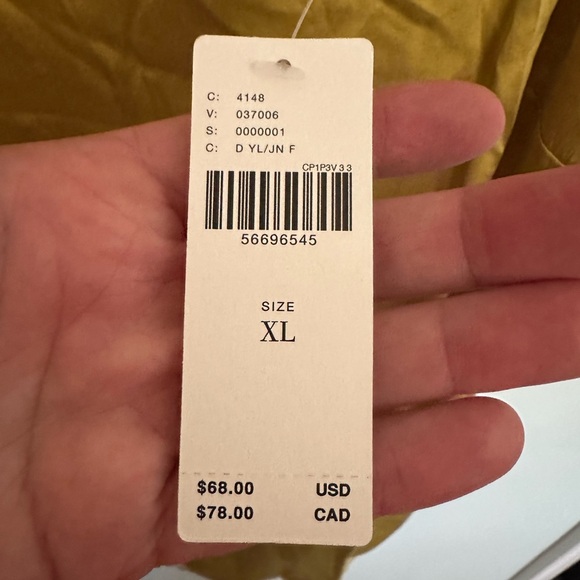 C: 4148
V: 037006
S: 0000001
C: D YL/JN F
CP1P3V 3 3
56696545
SIZE
XL
$68.00 USD
$78.00 CAD